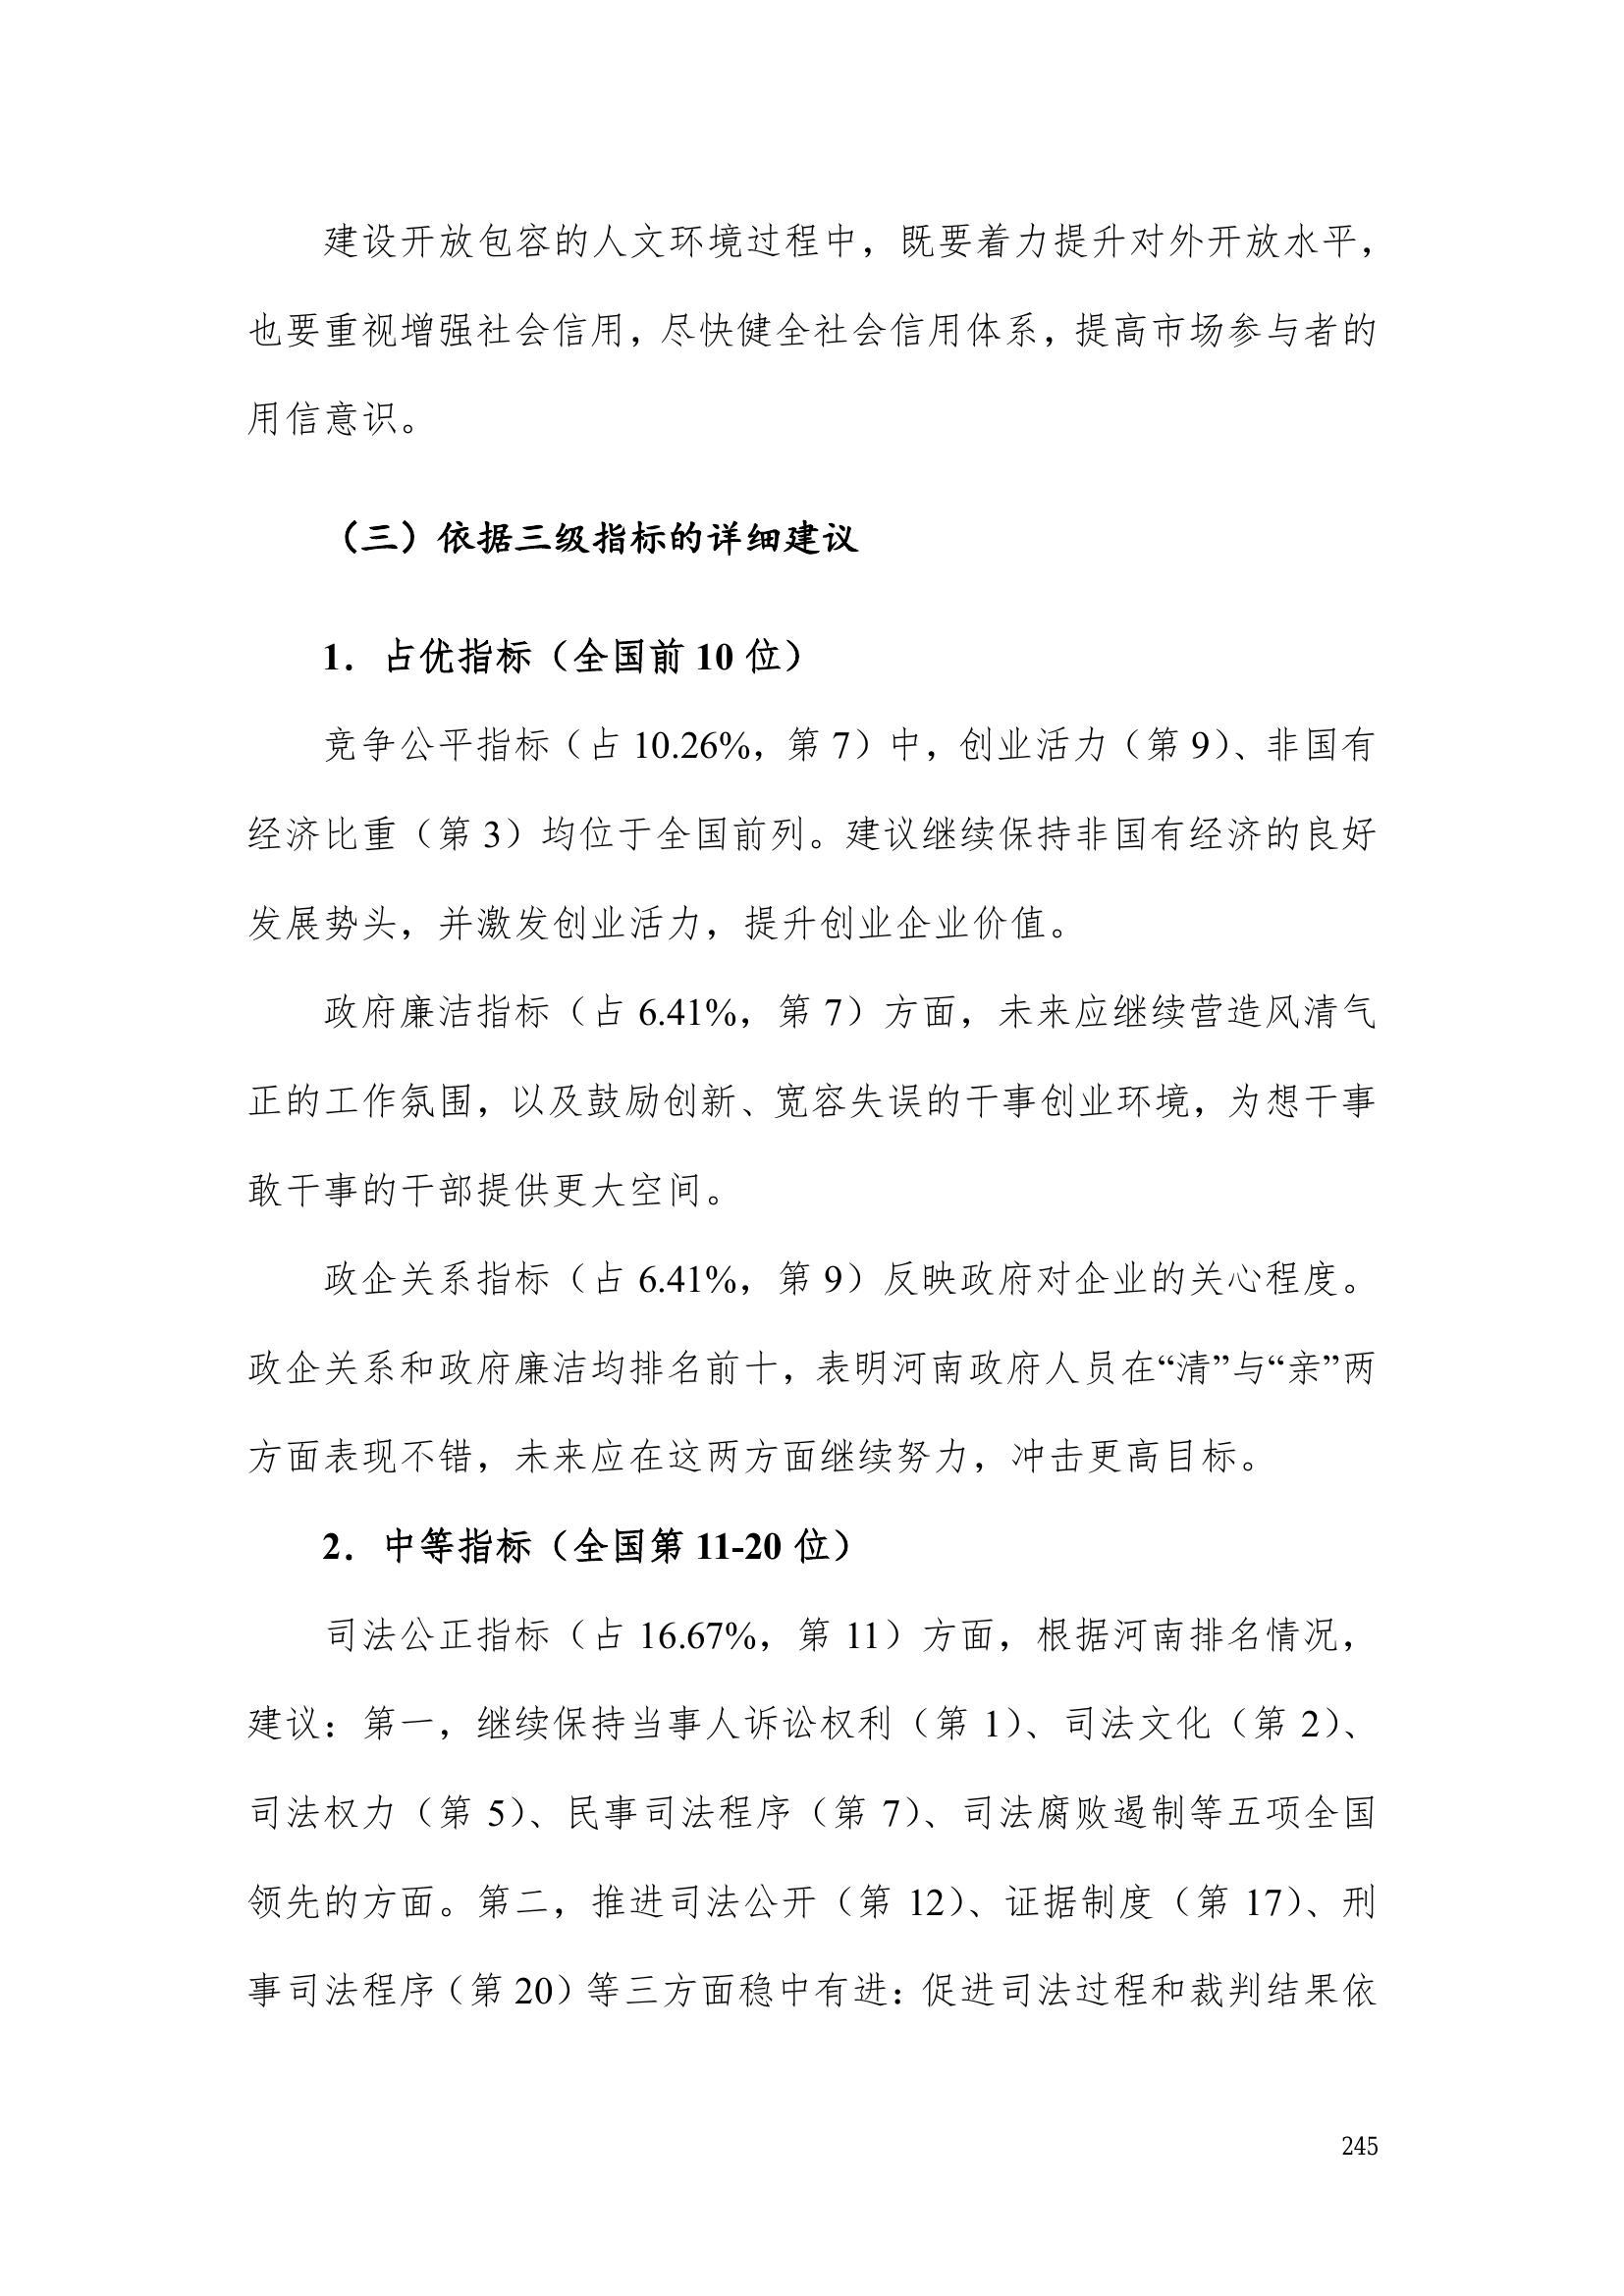 建设开放包容的人文环境过程中，既要着力提升对外开放水平，
也要重视增强社会信用，尽快健全社会信用体系，提高市场参与者的
用信意识。
（三）依据三级指标的详细建议
1．占优指标（全国前 10 位）
竞争公平指标（占 10.26%，第 7）中，创业活力（第 9）、非国有
经济比重（第 3）均位于全国前列。建议继续保持非国有经济的良好
发展势头，并激发创业活力，提升创业企业价值。
政府廉洁指标（占 6.41%，第 7）方面，未来应继续营造风清气
正的工作氛围，以及鼓励创新、宽容失误的干事创业环境，为想干事
敢干事的干部提供更大空间。
政企关系指标（占 6.41%，第 9）反映政府对企业的关心程度。
政企关系和政府廉洁均排名前十，表明河南政府人员在“清”与“亲”两
方面表现不错，未来应在这两方面继续努力，冲击更高目标。
2．中等指标（全国第 11-20 位）
司法公正指标（占 16.67%，第 11）方面，根据河南排名情况，
建议：第一，继续保持当事人诉讼权利（第 1）、司法文化（第 2）、
司法权力（第 5）、民事司法程序（第 7）、司法腐败遏制等五项全国
领先的方面。第二，推进司法公开（第 12）、证据制度（第 17）、刑
事司法程序（第 20）等三方面稳中有进：促进司法过程和裁判结果依
245